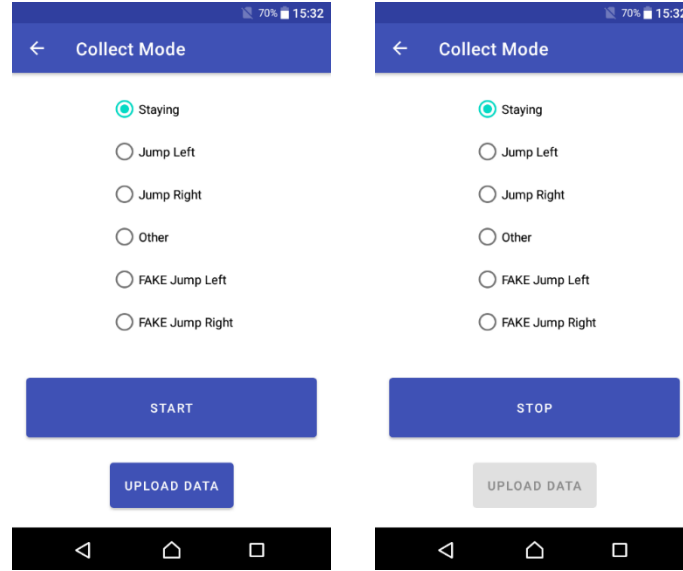 70% 15:32
Collect Mode
Staying
Jump Left
Jump Right
Other
FAKE Jump Left
FAKE Jump Right
START
UPLOAD DATA
70% 15:32
Collect Mode
Staying
Jump Left
Jump Right
Other
FAKE Jump Left
FAKE Jump Right
STOP
UPLOAD DATA